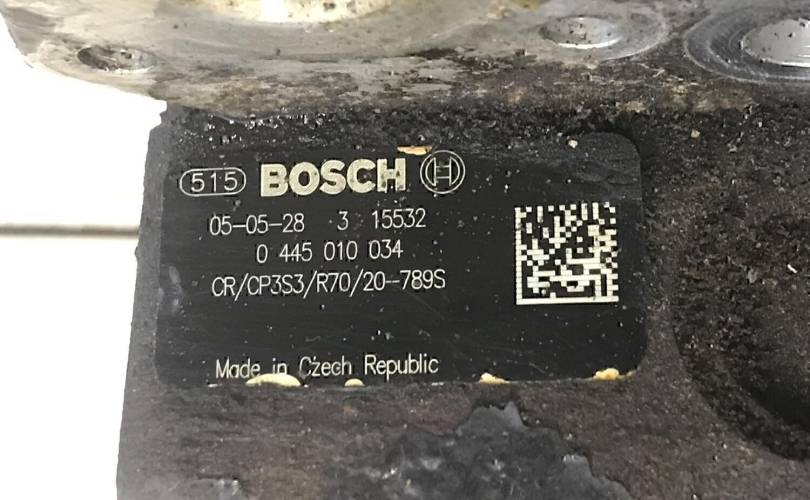 515 BOSCH
05-05-28 3 15532
0 445 010 034
CR/CP3S3/R70/20-789S
Made in Czech Republic